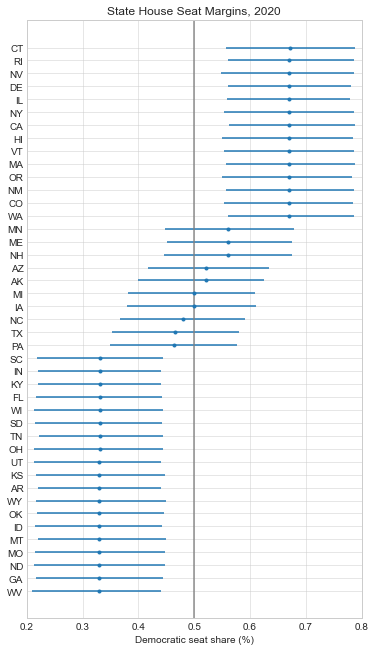 State House Seat Margins, 2020
CT
RI
NV
DE
IL
NY
CA
HI
VT
MA
OR
NM
CO
WA
MN
ME
NH
AZ
AK
MI
IA
NC
TX
PA
SC
IN
KY
FL
WI
SD
TN
OH
UT
KS
AR
WY
OK
ID
MT
MO
ND
GA
WV
0.2 0.3 0.4 0.5 0.6 0.7 0.8
Democratic seat share (%)